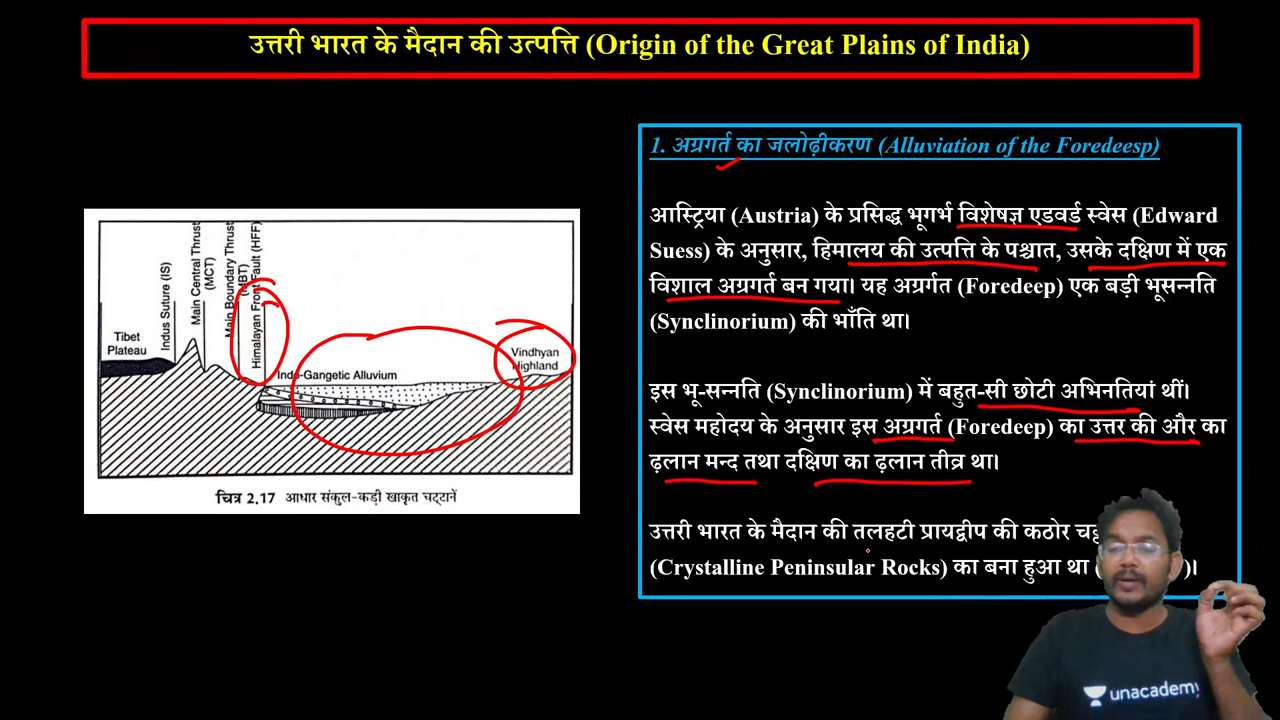 उत्तरी भारत के मैदान की उत्पत्ति (Origin of the Great Plains of India)
1. अग्रगर्त का जलोढ़ीकरण (Alluviation of the Foredeesp)
आस्ट्रिया (Austria) के प्रसिद्ध भूगर्भ विशेषज्ञ एडवर्ड स्वेस (Edward
Suess) के अनुसार, हिमालय की उत्पत्ति के पश्चात, उसके दक्षिण में एक
विशाल अग्रगर्त बन गया। यह अग्रर्गत (Foredeep) एक बड़ी भूसन्नति
(Synclinorium) की भाँति था।
इस भू-सन्नति (Synclinorium) में बहुत-सी छोटी अभिनतियां थीं।
स्वेस महोदय के अनुसार इस अग्रगर्त (Foredeep) का उत्तर की और का
ढ़लान मन्द तथा दक्षिण का ढ़लान तीव्र था।
उत्तरी भारत के मैदान की तलहटी प्रायद्वीप की कठोर
(Crystalline Peninsular Rocks) का बना हुआ था ( )।
Tibet
Plateau
Indus Suture (IS)
Main Central Thrust
(MCT)
Main Boundary Thrust
(MBT)
Himalayan Front Fault (HFF)
Indo-Gangetic Alluvium
Vindhyan
Highland
चित्र 2.17 आधार संकुल-कड़ी खाकृत चट्टानें
unacademy